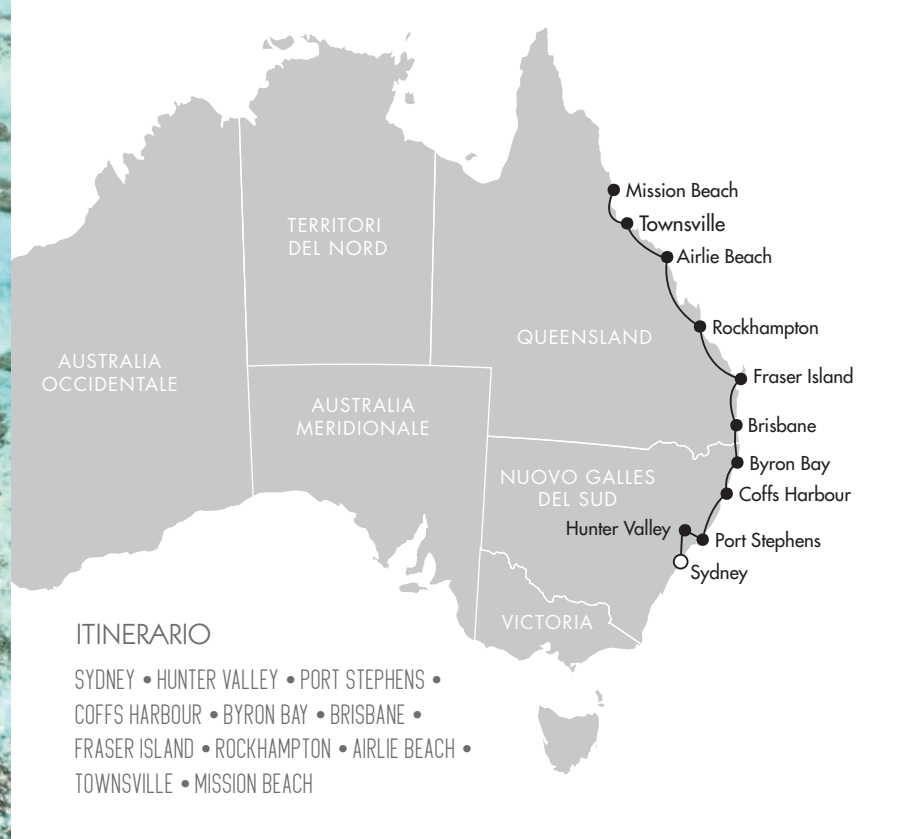 Mission Beach
Townsville
Airlie Beach
Rockhampton
Fraser Island
Brisbane
Byron Bay
Coffs Harbour
Hunter Valley
Port Stephens
Sydney
TERRITORI
DEL NORD
QUEENSLAND
AUSTRALIA
OCCIDENTALE
AUSTRALIA
MERIDIONALE
NUOVO GALLES
DEL SUD
VICTORIA
ITINERARIO
SYDNEY • HUNTER VALLEY • PORT STEPHENS •
COFFS HARBOUR • BYRON BAY • BRISBANE •
FRASER ISLAND • ROCKHAMPTON • AIRLIE BEACH •
TOWNSVILLE • MISSION BEACH